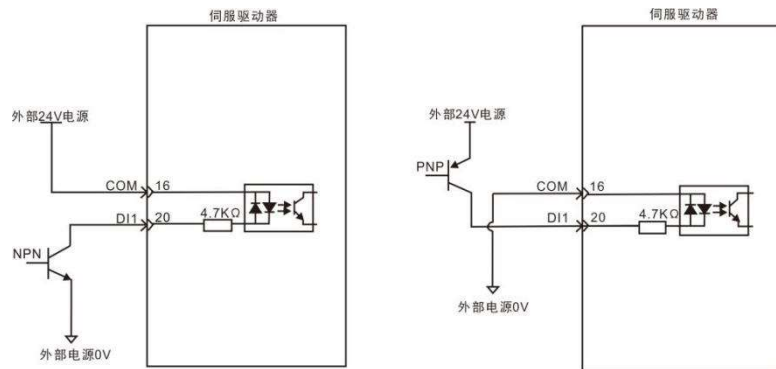 伺服驱动器
外部24V电源
COM
16
DI1
20
4.7KΩ
NPN
外部电源0V
伺服驱动器
外部24V电源
PNP
COM
16
DI1
20
4.7KΩ
外部电源0V